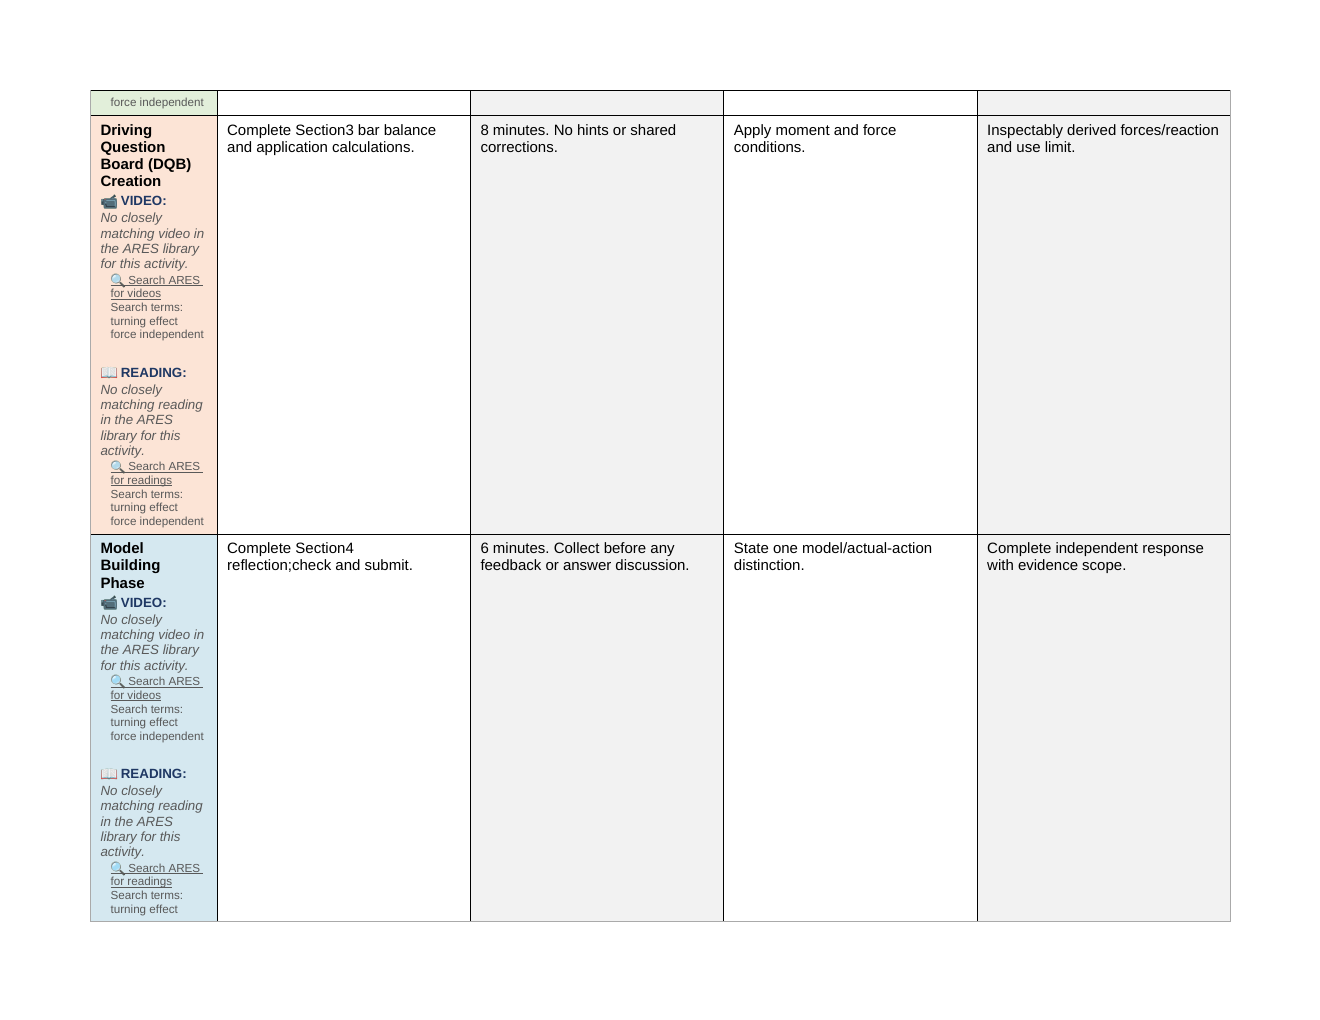 force independent
Driving
Question
Board (DQB)
Creation
📹 VIDEO:
No closely
matching video in
the ARES library
for this activity.
🔍 Search ARES
for videos
Search terms:
turning effect
force independent
📖 READING:
No closely
matching reading
in the ARES
library for this
activity.
🔍 Search ARES
for readings
Search terms:
turning effect
force independent
Complete Section3 bar balance
and application calculations.
8 minutes. No hints or shared
corrections.
Apply moment and force
conditions.
Inspectably derived forces/reaction
and use limit.
Model
Building
Phase
📹 VIDEO:
No closely
matching video in
the ARES library
for this activity.
🔍 Search ARES
for videos
Search terms:
turning effect
force independent
📖 READING:
No closely
matching reading
in the ARES
library for this
activity.
🔍 Search ARES
for readings
Search terms:
turning effect
Complete Section4
reflection;check and submit.
6 minutes. Collect before any
feedback or answer discussion.
State one model/actual-action
distinction.
Complete independent response
with evidence scope.